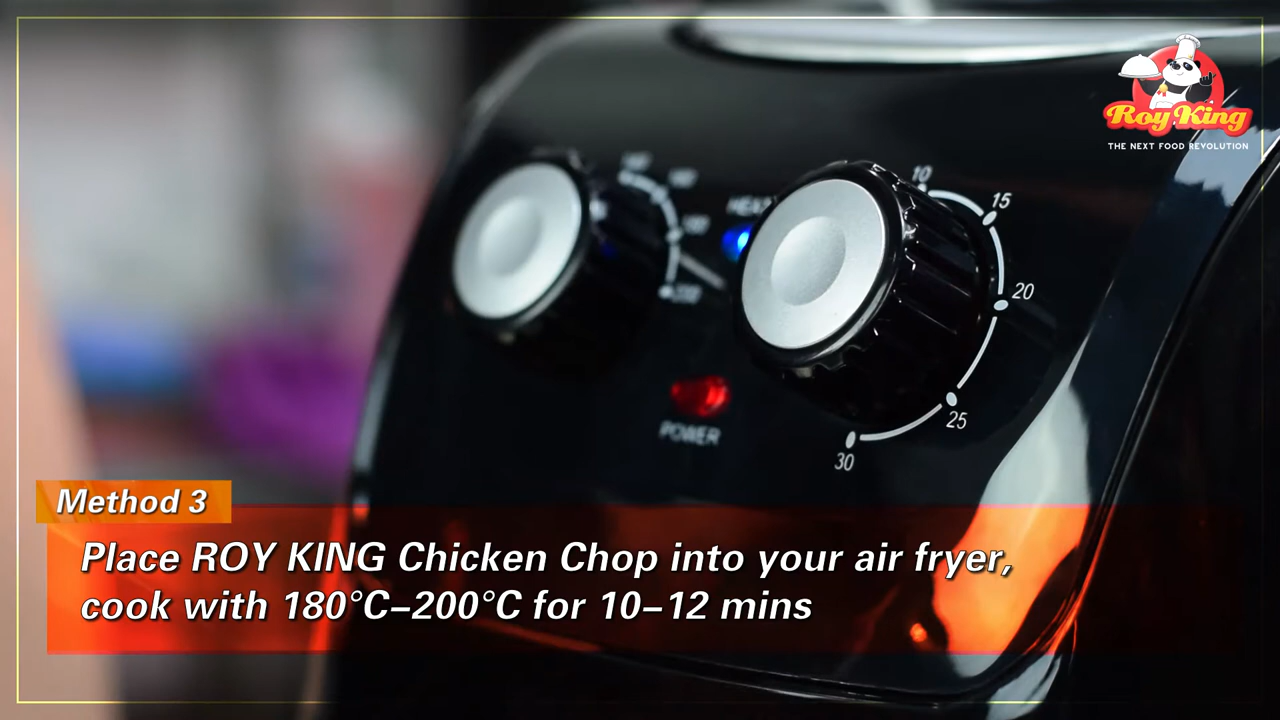 Roy King
THE NEXT FOOD REVOLUTION
10
15
20
25
30
POWER
Method 3
Place ROY KING Chicken Chop into your air fryer,
cook with 180°C–200°C for 10–12 mins